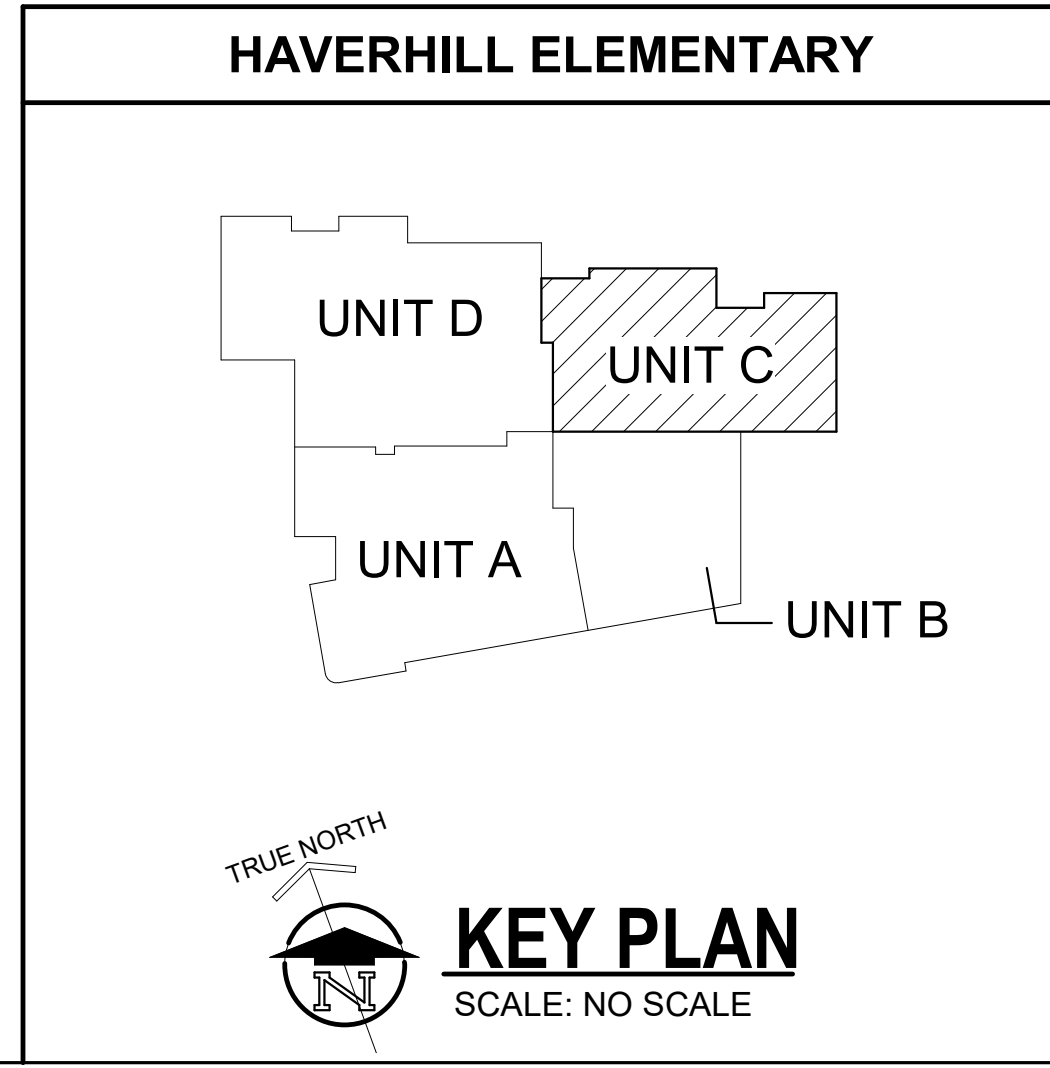 HAVERHILL ELEMENTARY
UNIT D
UNIT C
UNIT A
UNIT B
TRUE NORTH
N
KEY PLAN
SCALE: NO SCALE